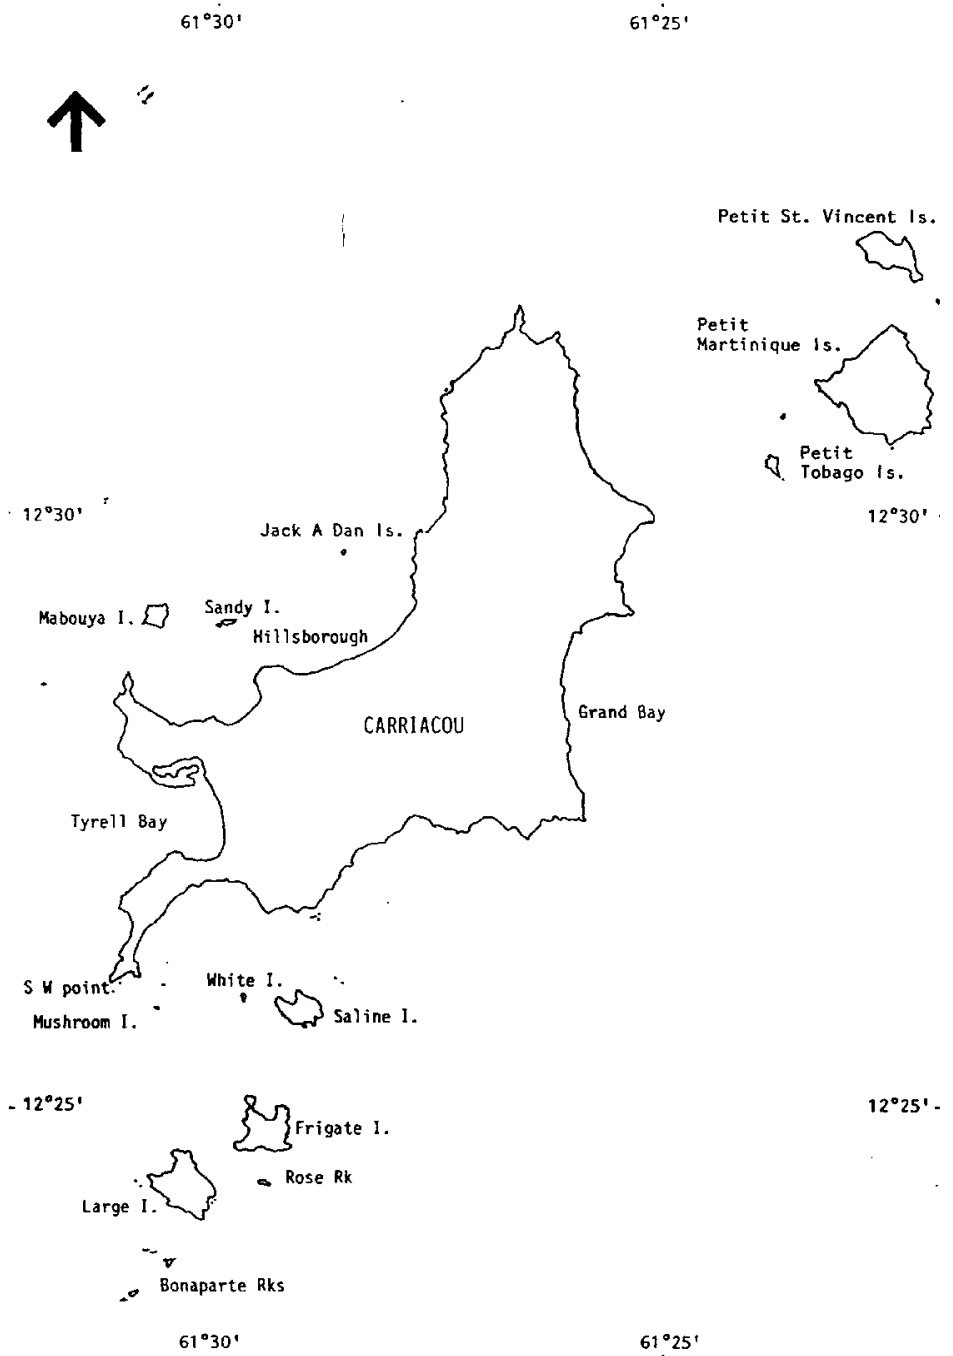 61°30'
61°25'
Petit St. Vincent Is.
Petit
Martinique Is.
Petit
Tobago Is.
12°30'
12°30'
Jack A Dan Is.
Sandy I.
Mabouya I.
Hillsborough
Grand Bay
CARRIACOU
Tyrell Bay
White I.
S W point.
Saline I.
Mushroom I.
12°25'
12°25'
Frigate I.
Rose Rk
Large I.
Bonaparte Rks
61°30'
61°25'